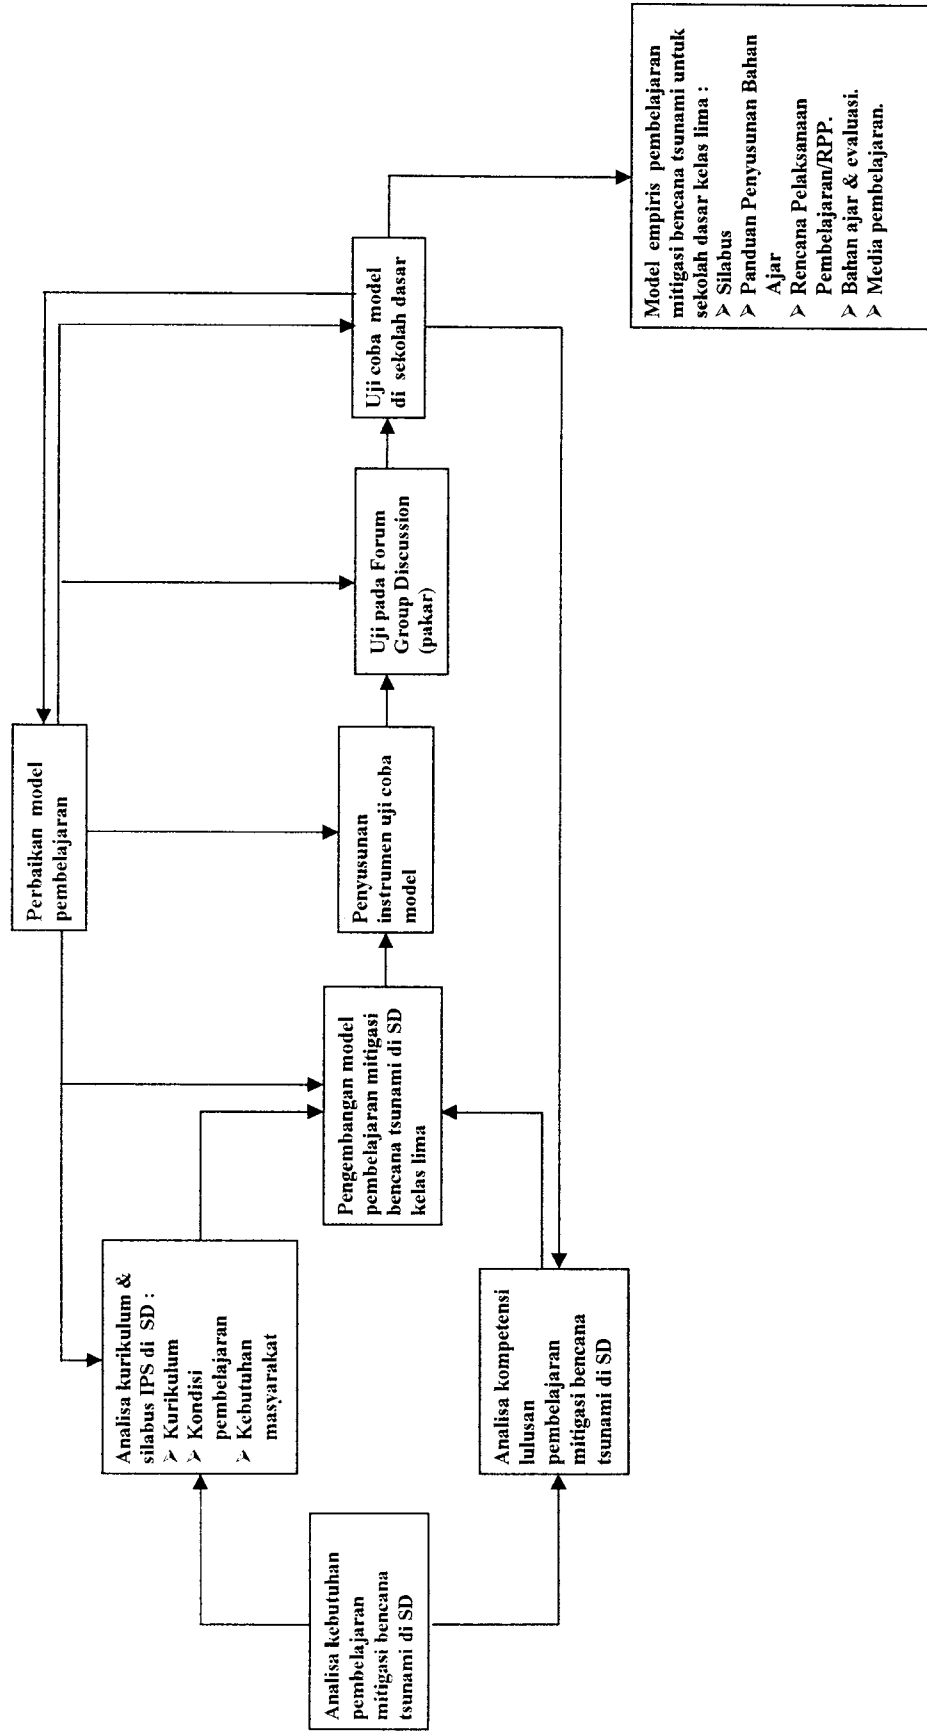 Analisa kebutuhan
pembelajaran
mitigasi bencana
tsunami di SD
Analisa kurikulum &
silabus IPS di SD :
➢ Kurikulum
➢ Kondisi
pembelajaran
➢ Kebutuhan
masyarakat
Analisa kompetensi
lulusan
pembelajaran
mitigasi bencana
tsunami di SD
Pengembangan model
pembelajaran mitigasi
bencana tsunami di SD
kelas lima
Perbaikan model
pembelajaran
Penyusunan
instrumen uji coba
model
Uji pada Forum
Group Discussion
(pakar)
Uji coba model
di sekolah dasar
Model empiris pembelajaran
mitigasi bencana tsunami untuk
sekolah dasar kelas lima :
➢ Silabus
➢ Panduan Penyusunan Bahan
Ajar
➢ Rencana Pelaksanaan
Pembelajaran/RPP.
➢ Bahan ajar & evaluasi.
➢ Media pembelajaran.